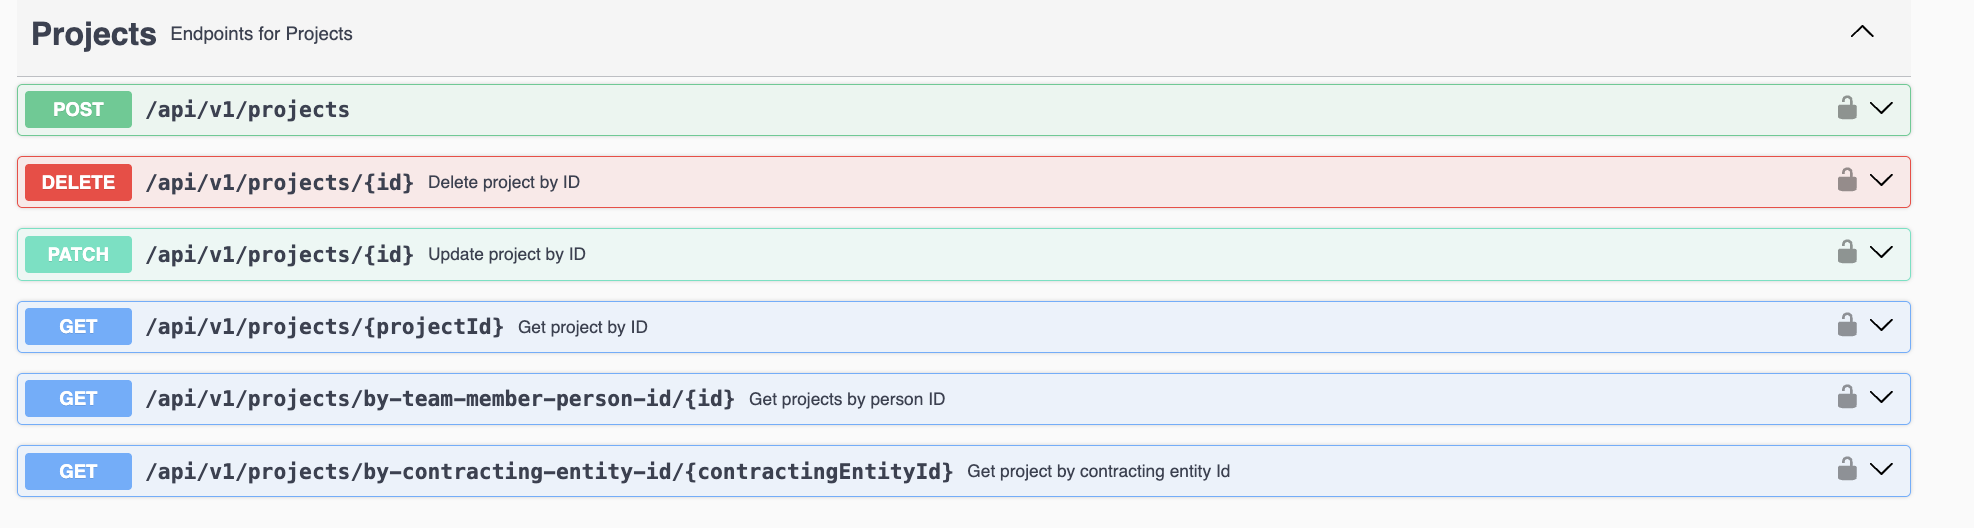 Projects Endpoints for Projects
POST /api/v1/projects
DELETE /api/v1/projects/{id} Delete project by ID
PATCH /api/v1/projects/{id} Update project by ID
GET /api/v1/projects/{projectId} Get project by ID
GET /api/v1/projects/by-team-member-person-id/{id} Get projects by person ID
GET /api/v1/projects/by-contracting-entity-id/{contractingEntityId} Get project by contracting entity Id